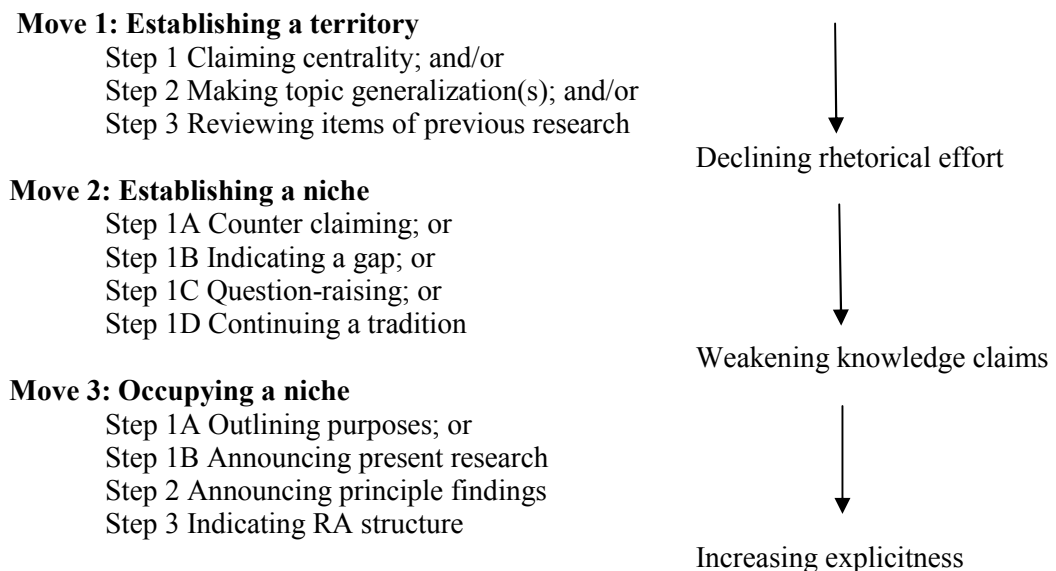 Move 1: Establishing a territory
Step 1 Claiming centrality; and/or
Step 2 Making topic generalization(s); and/or
Step 3 Reviewing items of previous research
Declining rhetorical effort
Move 2: Establishing a niche
Step 1A Counter claiming; or
Step 1B Indicating a gap; or
Step 1C Question-raising; or
Step 1D Continuing a tradition
Weakening knowledge claims
Move 3: Occupying a niche
Step 1A Outlining purposes; or
Step 1B Announcing present research
Step 2 Announcing principle findings
Step 3 Indicating RA structure
Increasing explicitness